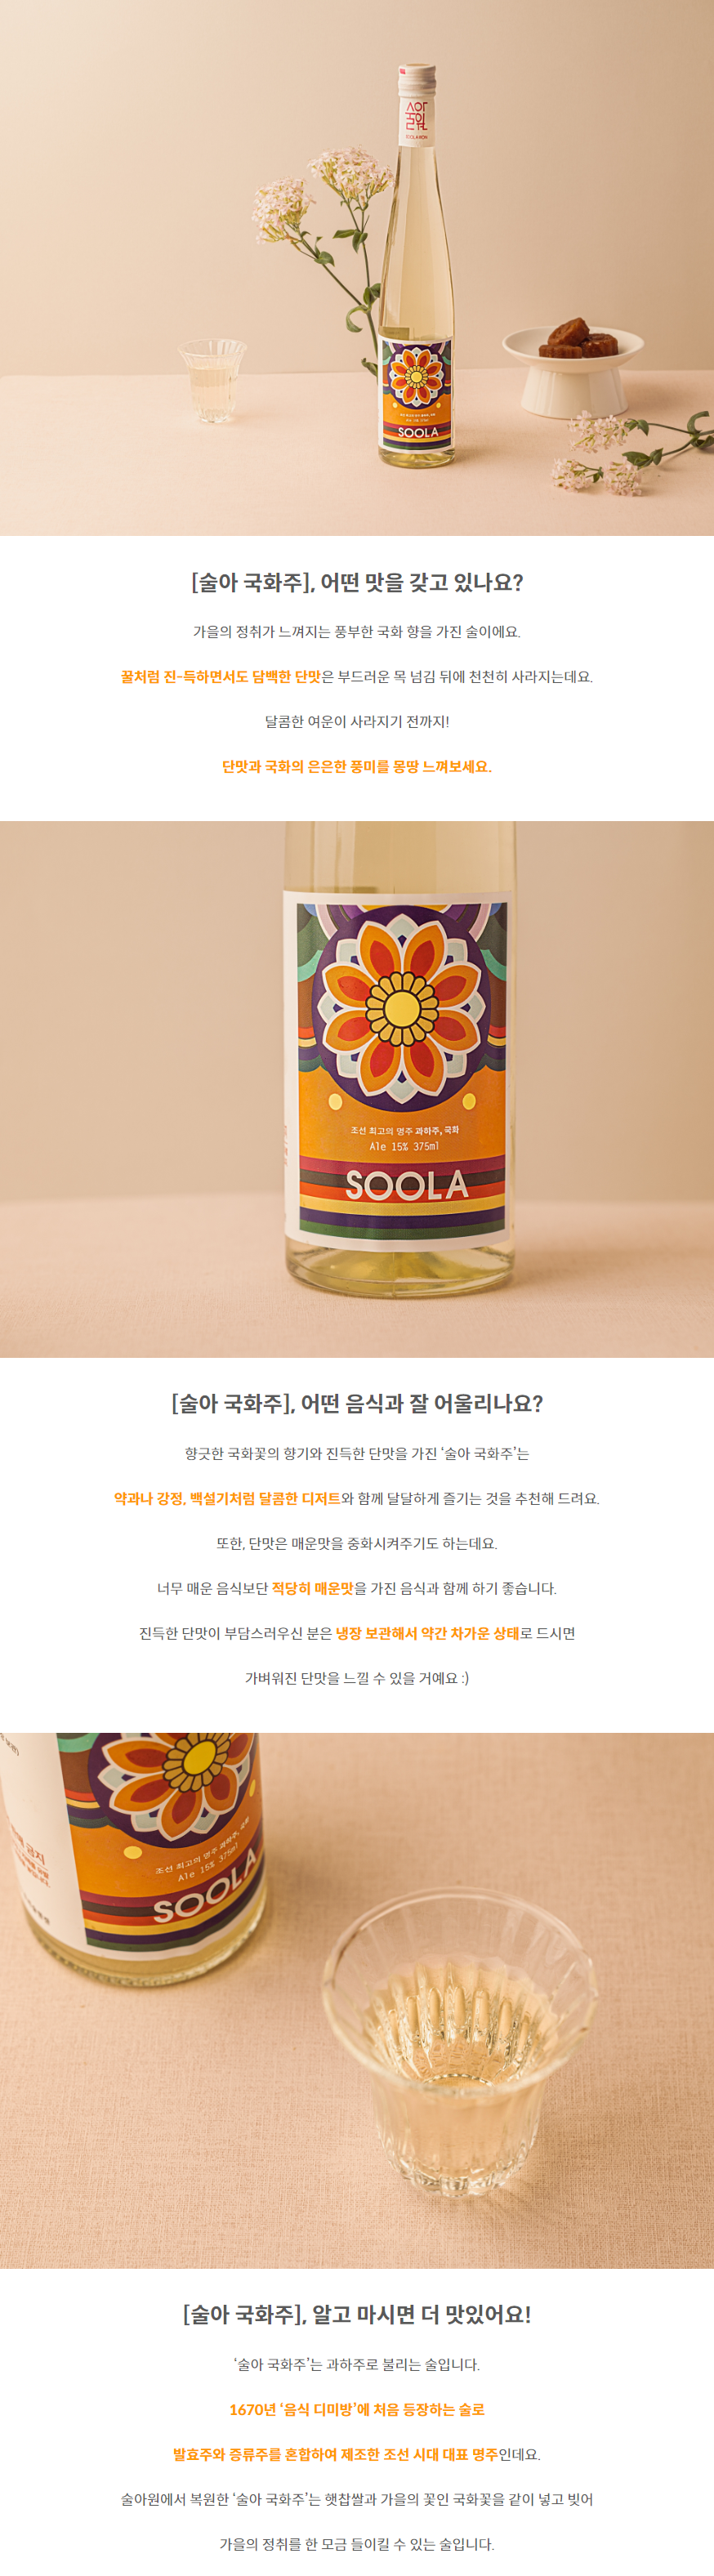 술아원
SOOLAWON
조선 최고의 명주 과하주, 국화
Ale 15% 375ml
SOOLA
[술아 국화주], 어떤 맛을 갖고 있나요?
가을의 정취가 느껴지는 풍부한 국화 향을 가진 술이에요.
꿀처럼 진-득하면서도 담백한 단맛은 부드러운 목 넘김 뒤에 천천히 사라지는데요.
달콤한 여운이 사라지기 전까지!
단맛과 국화의 은은한 풍미를 몽땅 느껴보세요.
조선 최고의 명주 과하주, 국화
Ale 15% 375ml
SOOLA
[술아 국화주], 어떤 음식과 잘 어울리나요?
향긋한 국화꽃의 향기와 진득한 단맛을 가진 ‘술아 국화주’는
약과나 강정, 백설기처럼 달콤한 디저트와 함께 달달하게 즐기는 것을 추천해 드려요.
또한, 단맛은 매운맛을 중화시켜주기도 하는데요.
너무 매운 음식보단 적당히 매운맛을 가진 음식과 함께 하기 좋습니다.
진득한 단맛이 부담스러우신 분은 냉장 보관해서 약간 차가운 상태로 드시면
가벼워진 단맛을 느낄 수 있을 거예요 :)
조선 최고의 명주 과하주, 국화
Ale 15% 375ml
SOOLA
금지
[술아 국화주], 알고 마시면 더 맛있어요!
‘술아 국화주’는 과하주로 불리는 술입니다.
1670년 ‘음식 디미방’에 처음 등장하는 술로
발효주와 증류주를 혼합하여 제조한 조선 시대 대표 명주인데요.
술아원에서 복원한 ‘술아 국화주’는 햇찹쌀과 가을의 꽃인 국화꽃을 같이 넣고 빚어
가을의 정취를 한 모금 들이킬 수 있는 술입니다.